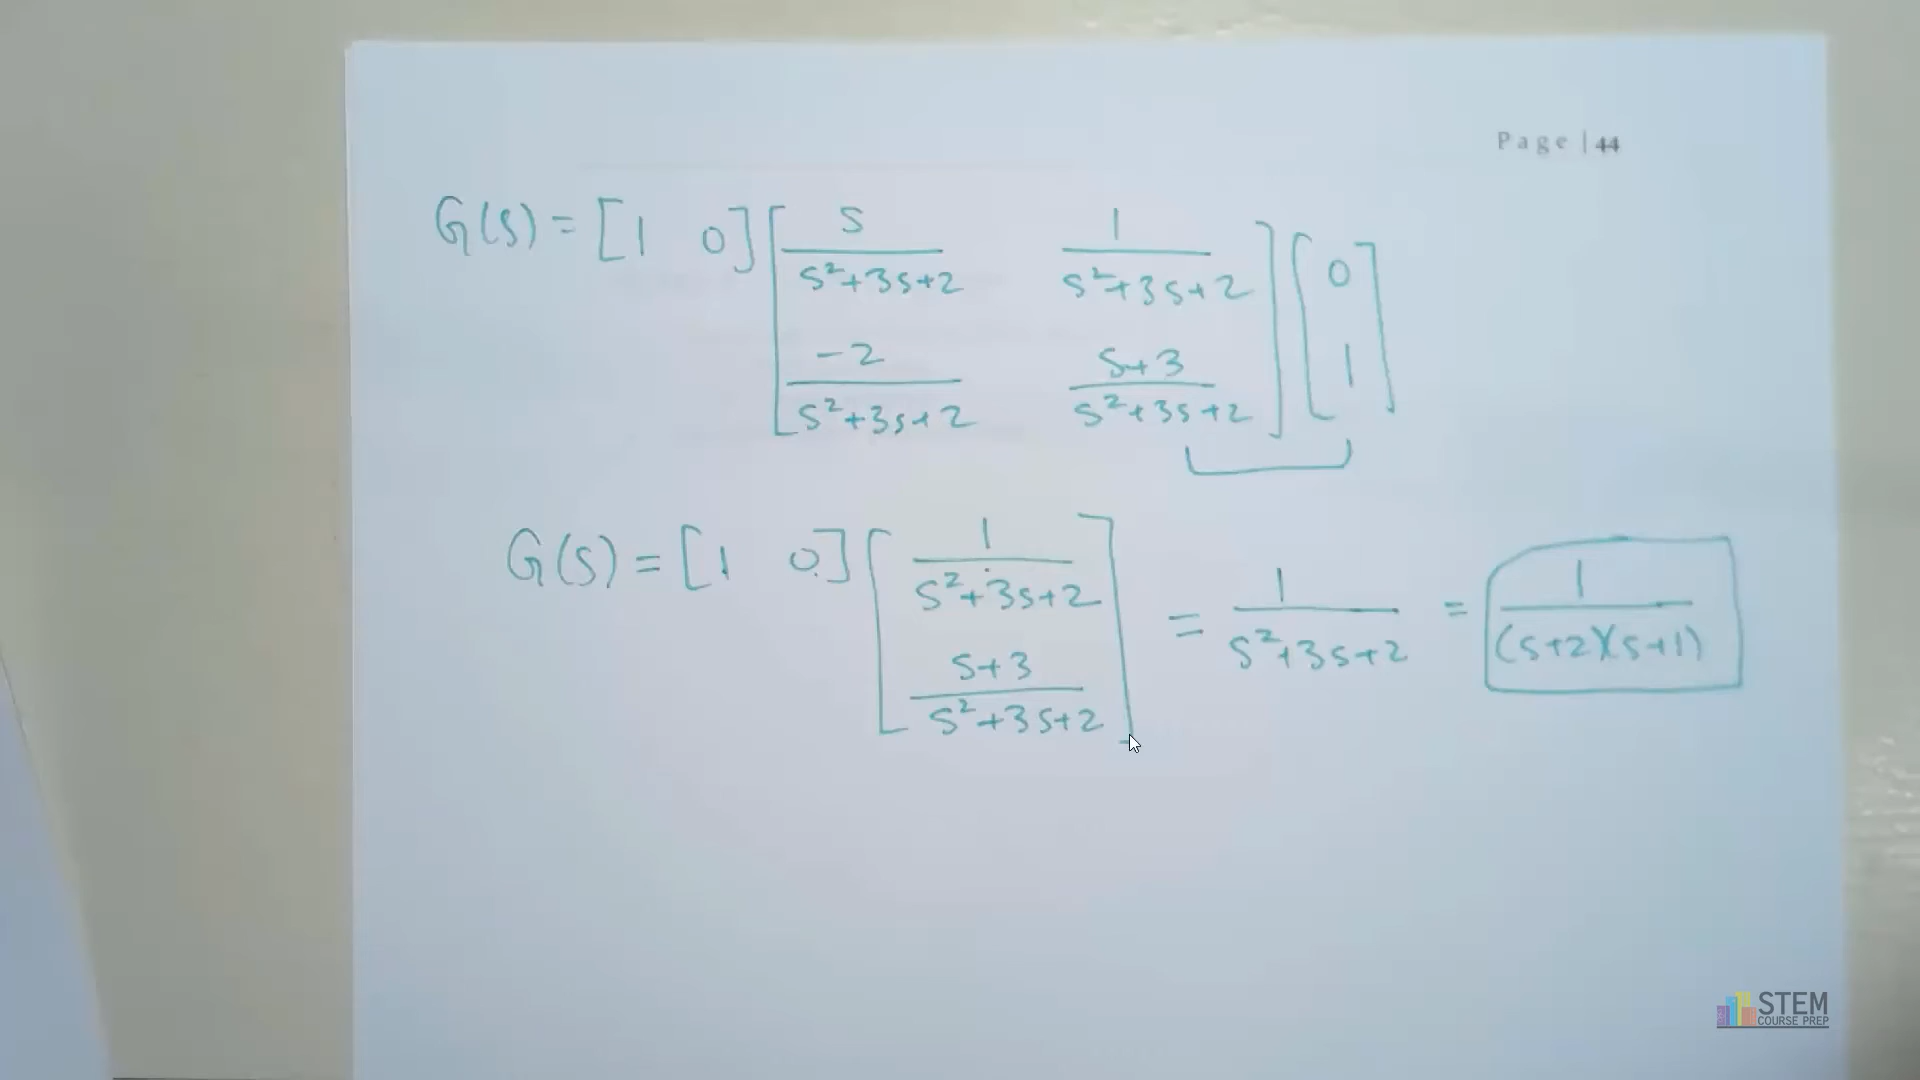 Page | 44
G(s) = [1 0] [s/(s²+3s+2) 1/(s²+3s+2); -2/(s²+3s+2) (s+3)/(s²+3s+2)] [0; 1]
G(s) = [1 0] [1/(s²+3s+2); (s+3)/(s²+3s+2)] = 1/(s²+3s+2) = 1/((s+2)(s+1))
STEM
COURSE PREP